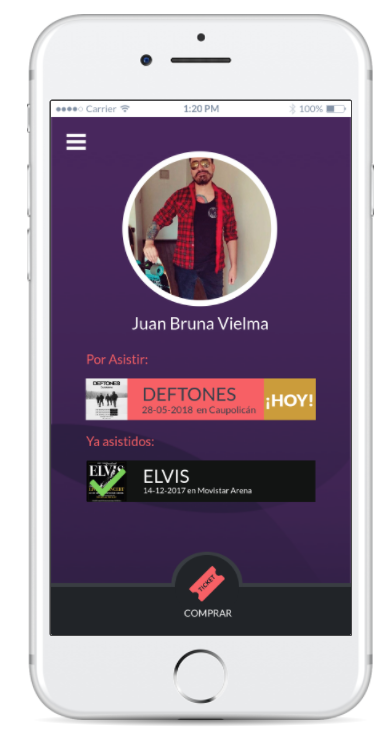 Carrier 1:20 PM 100%
Juan Bruna Vielma
Por Asistir:
DEFTONES
DEFTONES
28-05-2018 en Caupolicán
¡HOY!
Ya asistidos:
ELVIS
ELVIS
14-12-2017 en Movistar Arena
TICKET
COMPRAR